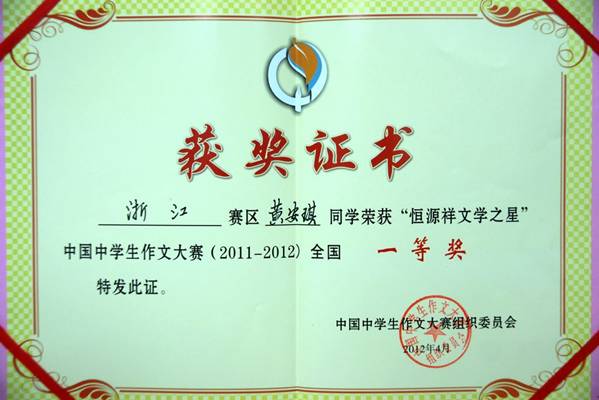 获奖证书
浙江 赛区 黄安琪 同学荣获“恒源祥文学之星”
中国中学生作文大赛(2011-2012)全国 一等奖
特发此证。
中国中学生作文大赛组织委员会
2012年4月